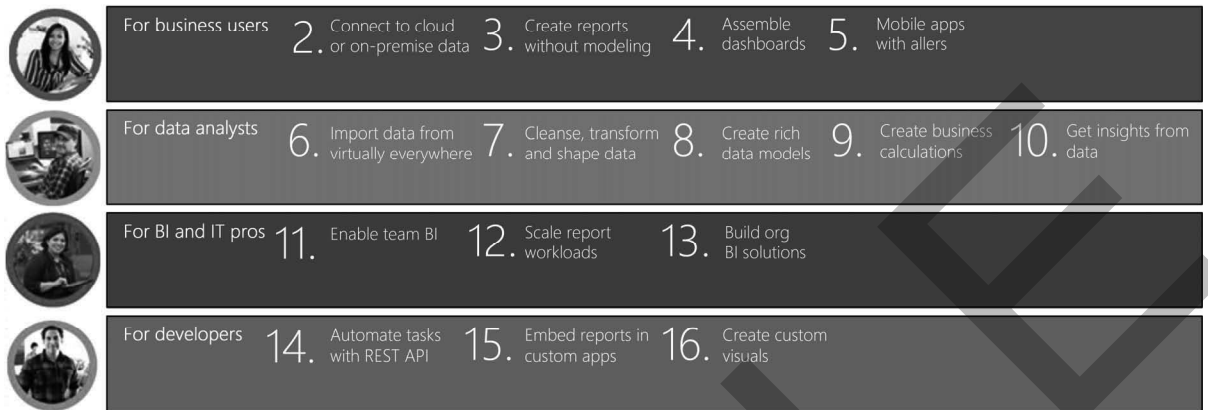 For business users
2. Connect to cloud
or on-premise data
3. Create reports
without modeling
4. Assemble
dashboards
5. Mobile apps
with allers
For data analysts
6. Import data from
virtually everywhere
7. Cleanse, transform
and shape data
8. Create rich
data models
9. Create business
calculations
10. Get insights from
data
For BI and IT pros
11. Enable team BI
12. Scale report
workloads
13. Build org
BI solutions
For developers
14. Automate tasks
with REST API
15. Embed reports in
custom apps
16. Create custom
visuals